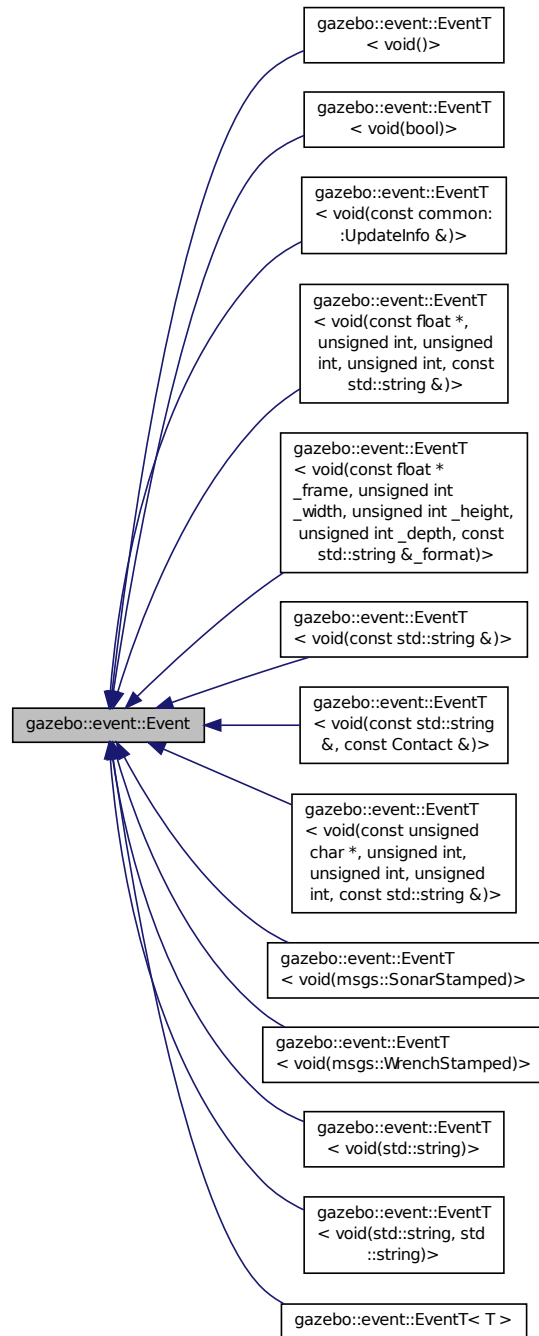 gazebo::event::EventT
< void()>
gazebo::event::EventT
< void(bool)>
gazebo::event::EventT
< void(const common:
:UpdateInfo &)>
gazebo::event::EventT
< void(const float *,
unsigned int, unsigned
int, unsigned int, const
std::string &)>
gazebo::event::EventT
< void(const float *
_frame, unsigned int
_width, unsigned int _height,
unsigned int _depth, const
std::string &_format)>
gazebo::event::EventT
< void(const std::string &)>
gazebo::event::Event
gazebo::event::EventT
< void(const std::string
&, const Contact &)>
gazebo::event::EventT
< void(const unsigned
char *, unsigned int,
unsigned int, unsigned
int, const std::string &)>
gazebo::event::EventT
< void(msgs::SonarStamped)>
gazebo::event::EventT
< void(msgs::WrenchStamped)>
gazebo::event::EventT
< void(std::string)>
gazebo::event::EventT
< void(std::string, std
::string)>
gazebo::event::EventT< T >